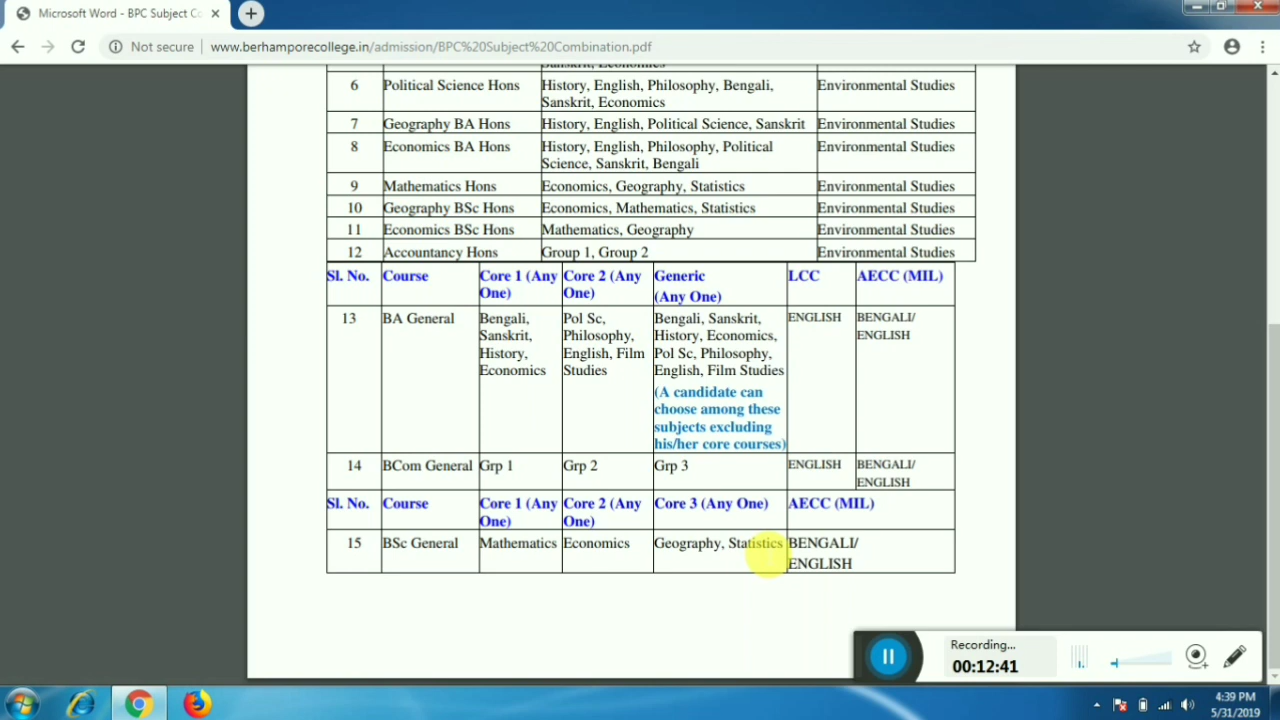 Microsoft Word - BPC Subject Co
Not secure
www.berhamporecollege.in/admission/BPC%20Subject%20Combination.pdf
Sanskrit, Economics
6 Political Science Hons History, English, Philosophy, Bengali, Environmental Studies
Sanskrit, Economics
7 Geography BA Hons History, English, Political Science, Sanskrit Environmental Studies
8 Economics BA Hons History, English, Philosophy, Political Environmental Studies
Science, Sanskrit, Bengali
9 Mathematics Hons Economics, Geography, Statistics Environmental Studies
10 Geography BSc Hons Economics, Mathematics, Statistics Environmental Studies
11 Economics BSc Hons Mathematics, Geography Environmental Studies
12 Accountancy Hons Group 1, Group 2 Environmental Studies
Sl. No. Course Core 1 (Any Core 2 (Any Generic LCC AECC (MIL)
One) One) (Any One)
13 BA General Bengali, Pol Sc, Bengali, Sanskrit, ENGLISH BENGALI/
Sanskrit, Philosophy, History, Economics, ENGLISH
History, English, Film Pol Sc, Philosophy,
Economics Studies English, Film Studies
(A candidate can
choose among these
subjects excluding
his/her core courses)
14 BCom General Grp 1 Grp 2 Grp 3 ENGLISH BENGALI/
ENGLISH
Sl. No. Course Core 1 (Any Core 2 (Any Core 3 (Any One) AECC (MIL)
One) One)
15 BSc General Mathematics Economics Geography, Statistics BENGALI/
ENGLISH
Recording...
00:12:41
4:39 PM
5/31/2019